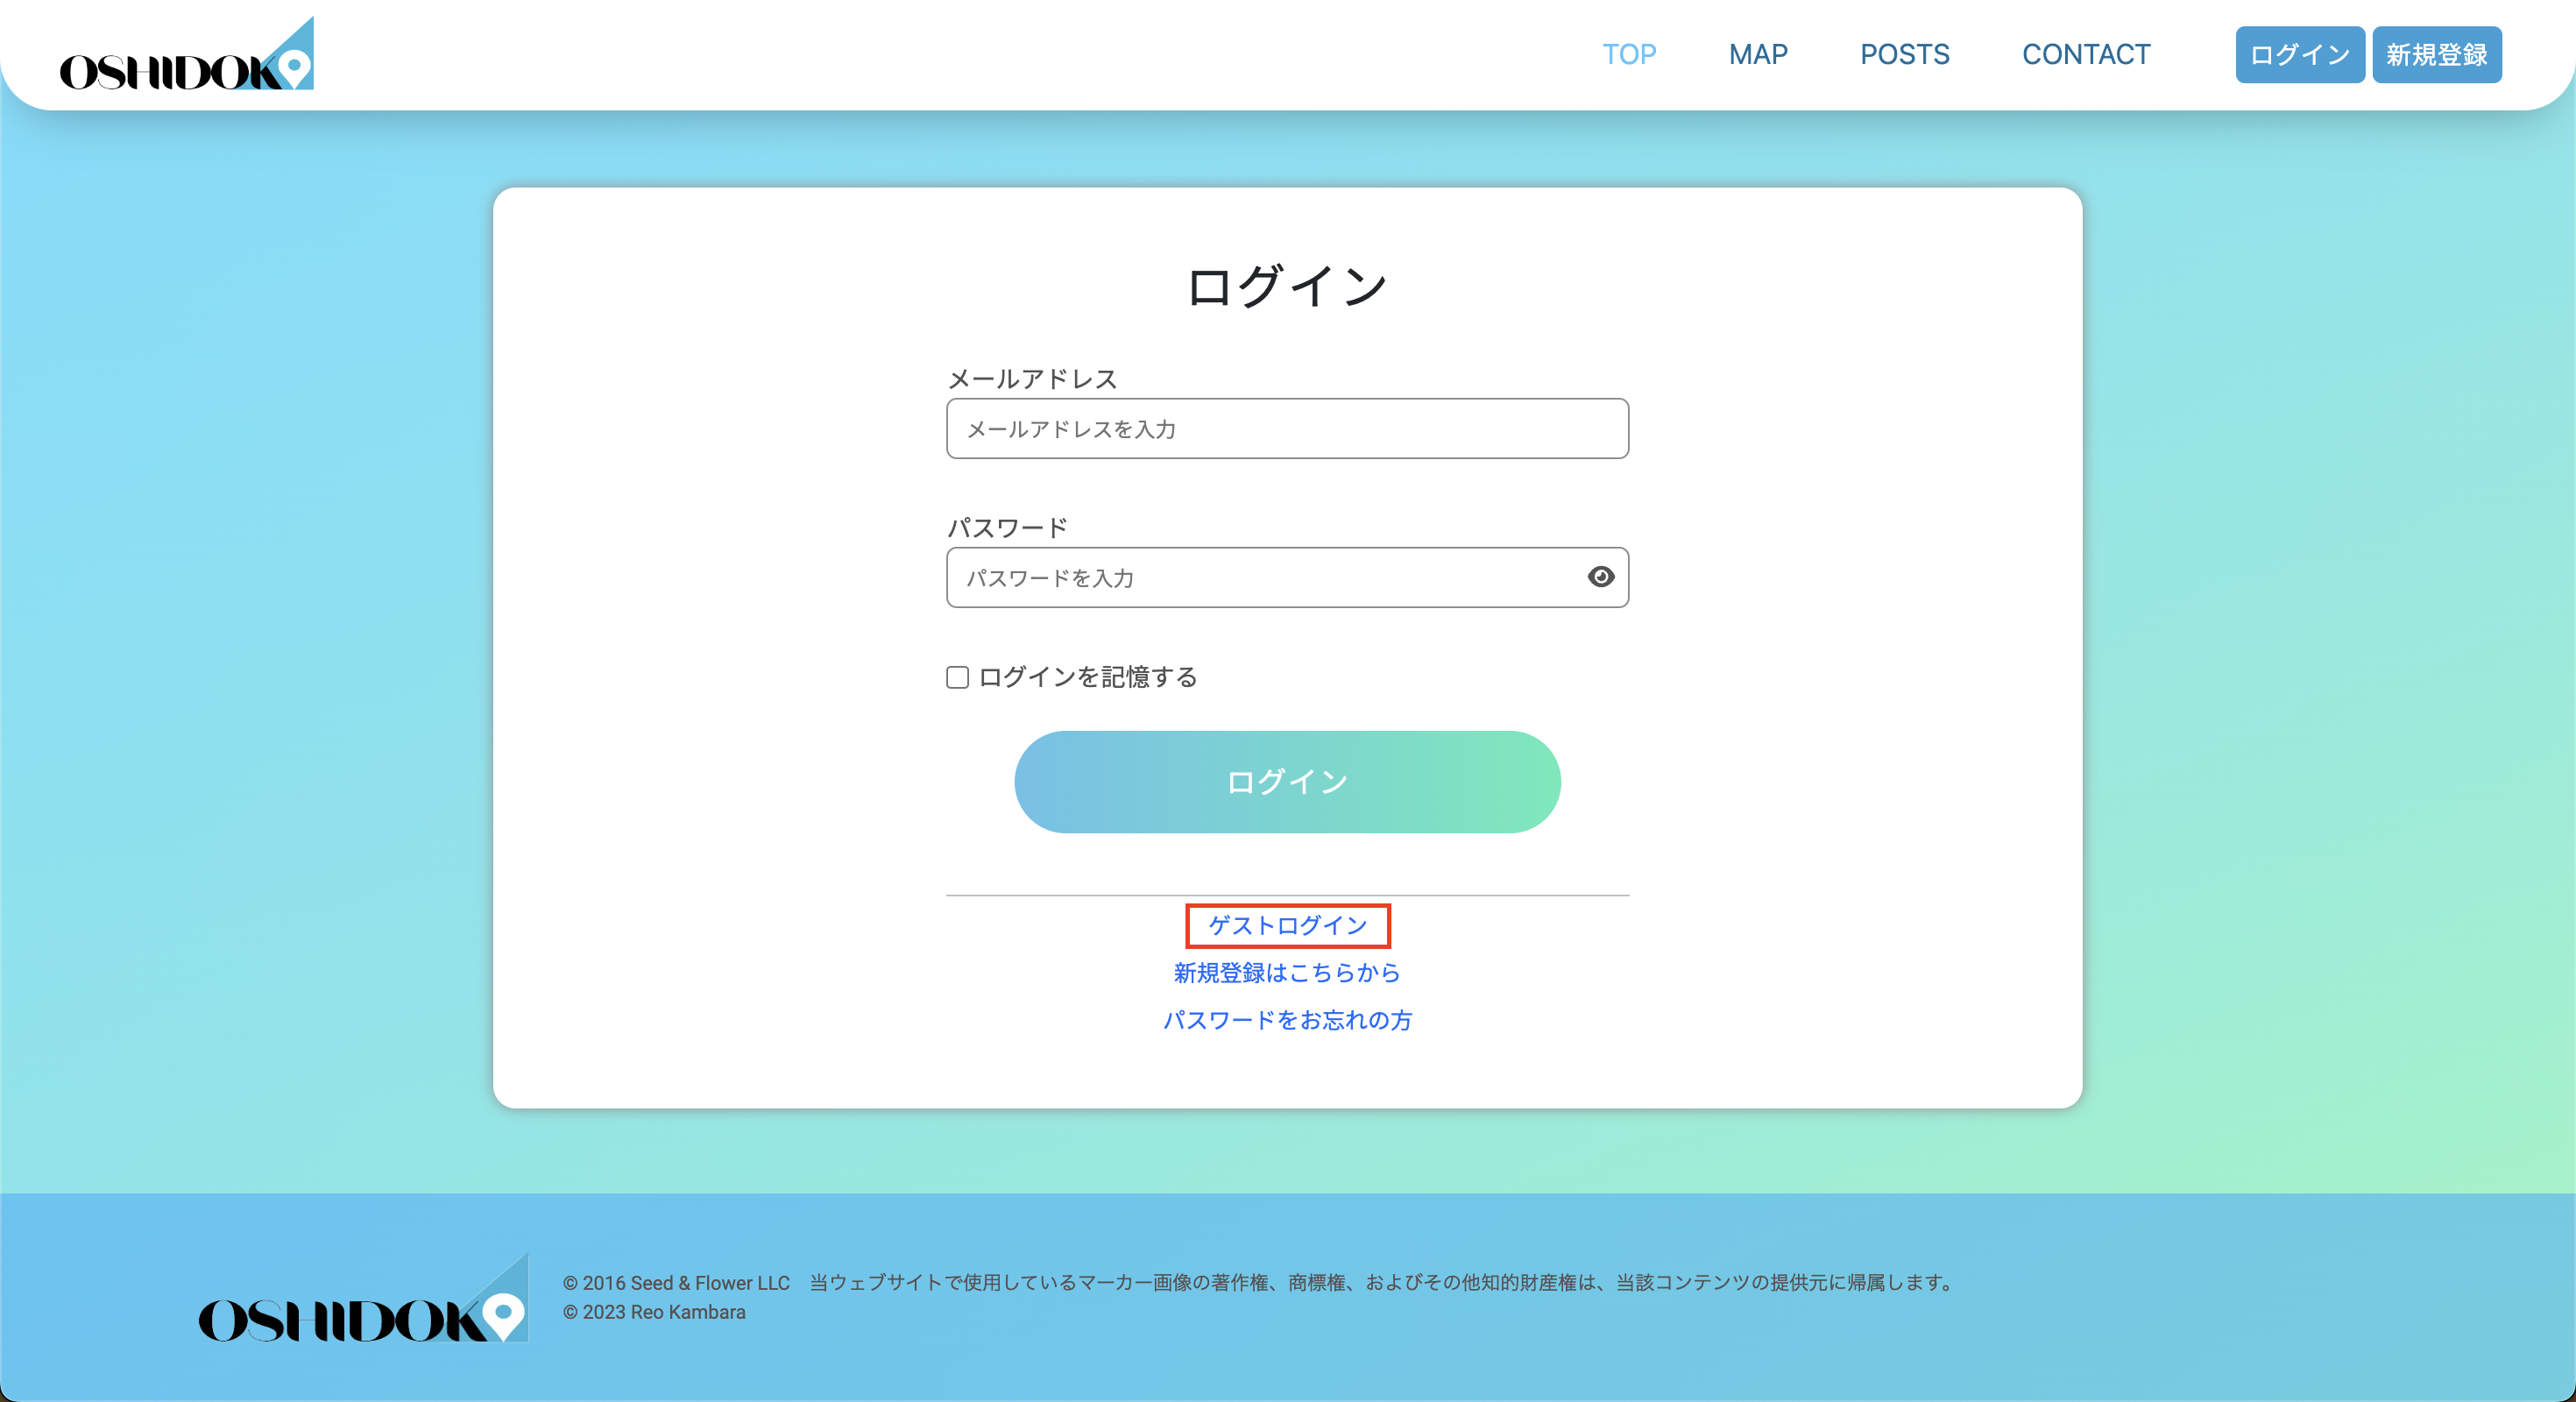 OSHIDOKO
TOP MAP POSTS CONTACT ログイン 新規登録
ログイン
メールアドレス
メールアドレスを入力
パスワード
パスワードを入力
ログインを記憶する
ログイン
ゲストログイン
新規登録はこちらから
パスワードをお忘れの方
OSHIDOKO
© 2016 Seed & Flower LLC 当ウェブサイトで使用しているマーカー画像の著作権、商標権、およびその他知的財産権は、当該コンテンツの提供元に帰属します。
© 2023 Reo Kambara